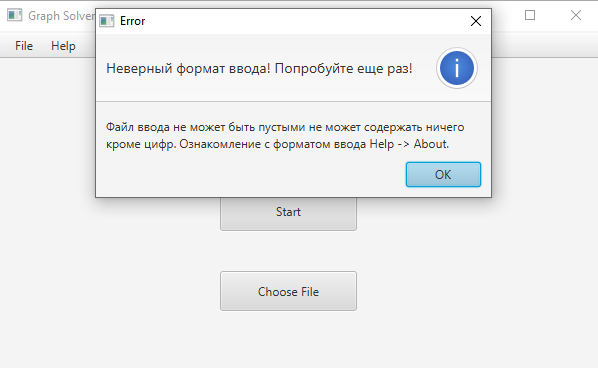 Graph Solver
Error
File Help
Неверный формат ввода! Попробуйте еще раз!
Файл ввода не может быть пустыми не может содержать ничего
кроме цифр. Ознакомление с форматом ввода Help -> About.
OK
Start
Choose File